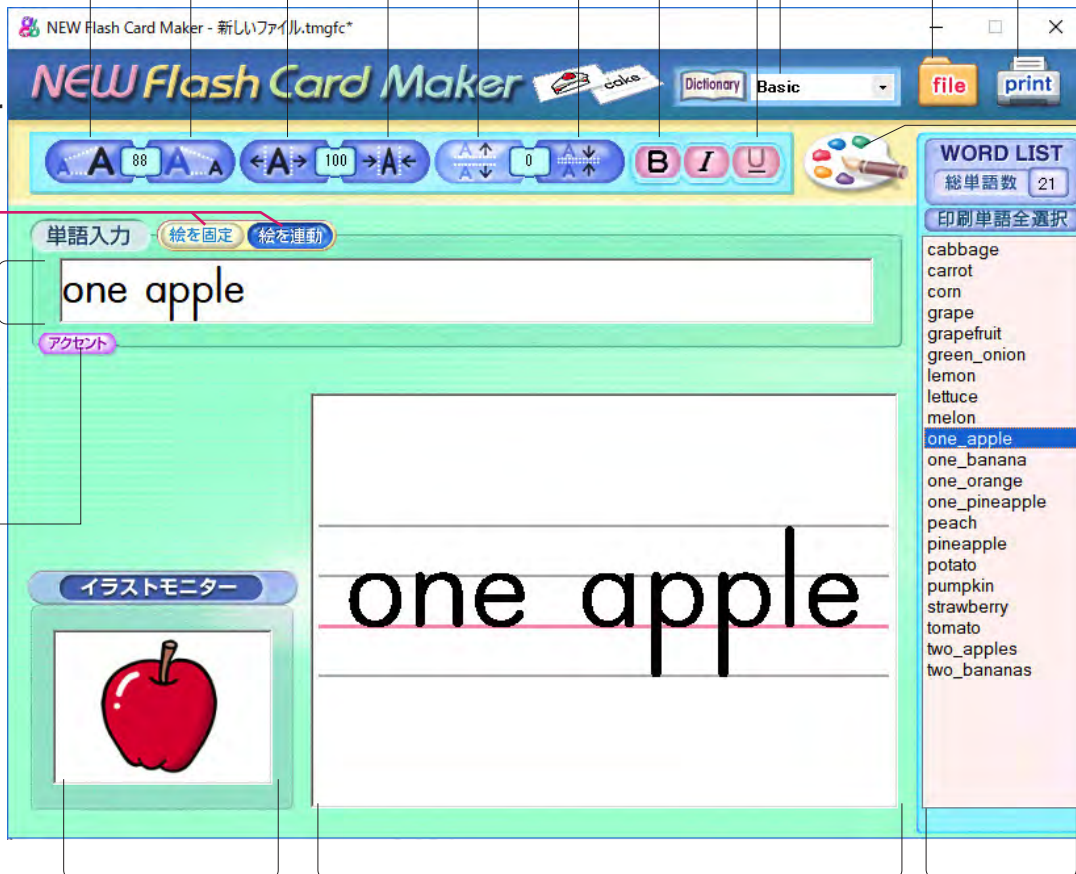 NEW Flash Card Maker - 新しいファイル.tmgfc*
NEW Flash Card Maker
cake
Dictionary
Basic
file
print
A A 88 A A
A 100 A
A A 0 A A
B I U
WORD LIST
総単語数 21
印刷単語全選択
単語入力
絵を固定
絵を連動
one apple
アクセント
cabbage
carrot
corn
grape
grapefruit
green_onion
lemon
lettuce
melon
one_apple
one_banana
one_orange
one_pineapple
peach
pineapple
potato
pumpkin
strawberry
tomato
two_apples
two_bananas
one apple
イラストモニター